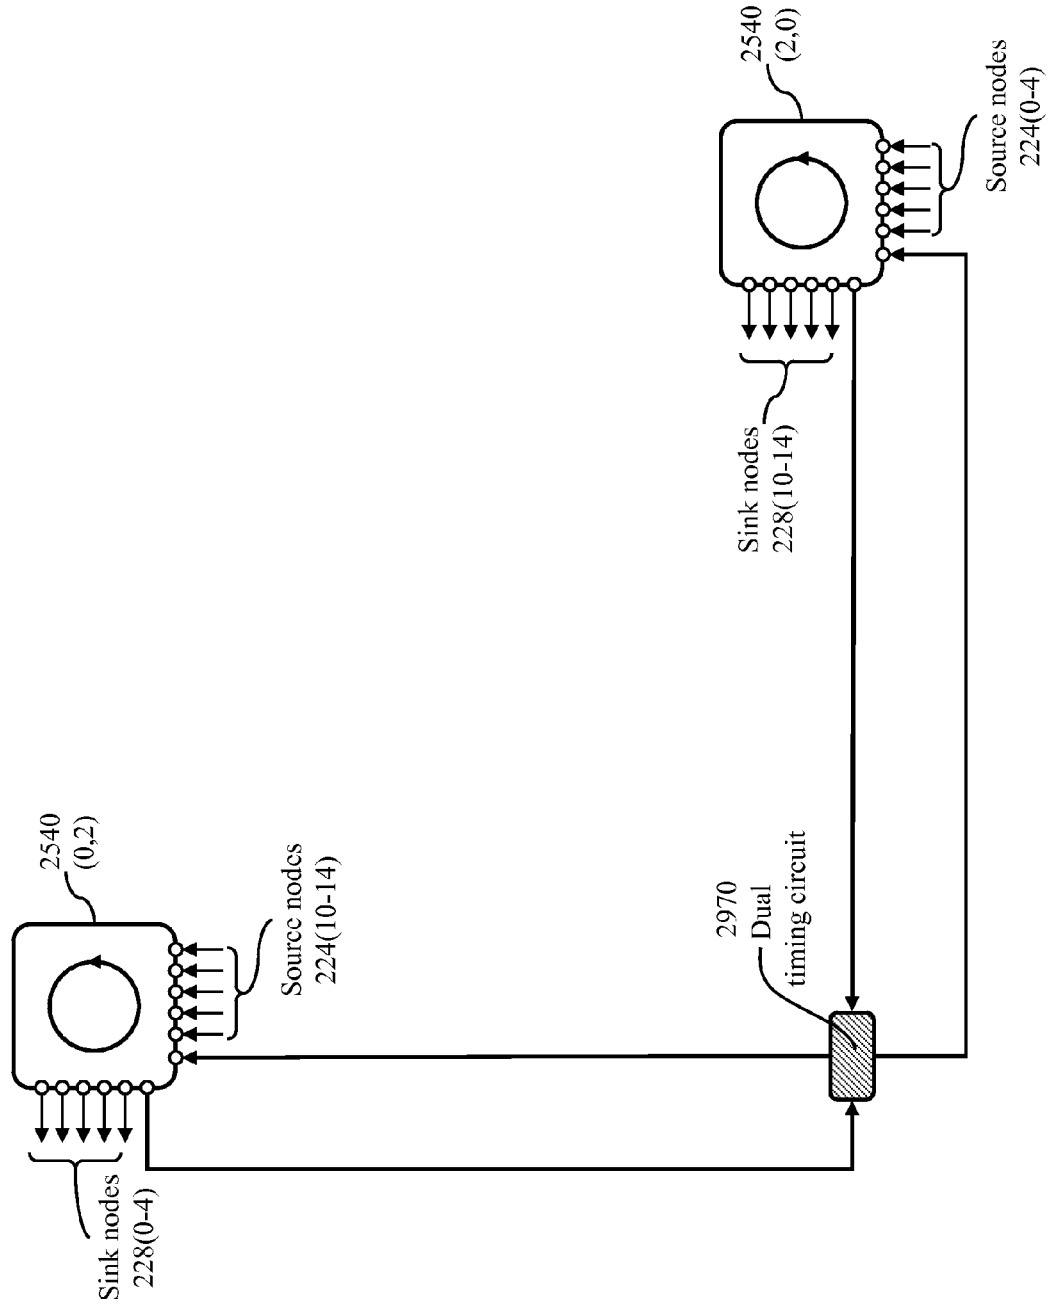 2540
(2,0)
Source nodes
224(0-4)
Sink nodes
228(10-14)
2540
(0,2)
Source nodes
224(10-14)
2970
Dual
timing circuit
Sink nodes
228(0-4)